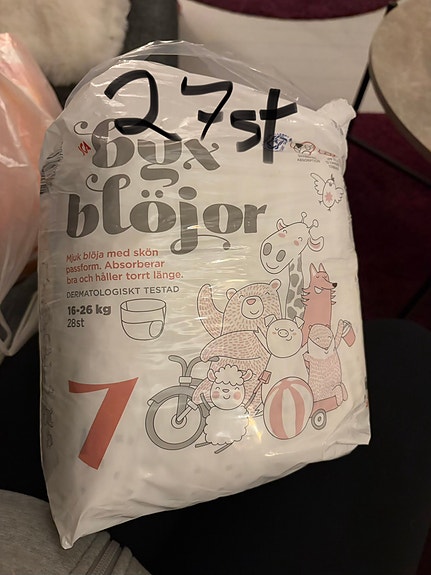 27st
ICA
byx
blöjor
Mjuk blöja med skön
passform. Absorberar
bra och håller torrt länge.
DERMATOLOGISKT TESTAD
16-26 kg
28st
7